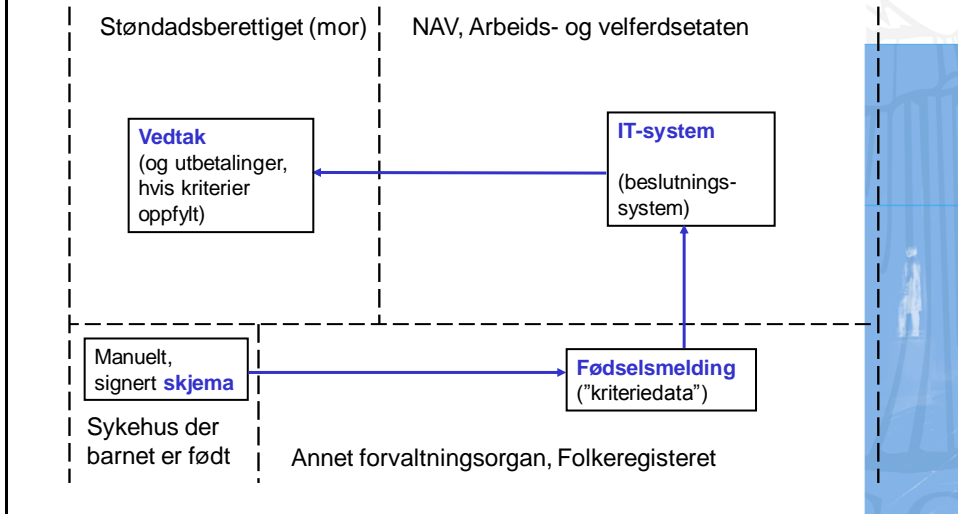 Støndadsberettiget (mor)
NAV, Arbeids- og velferdsetaten
Vedtak
(og utbetalinger,
hvis kriterier
oppfylt)
IT-system
(beslutnings-
system)
Manuelt,
signert skjema
Fødselsmelding
(”kriteriedata”)
Sykehus der
barnet er født
Annet forvaltningsorgan, Folkeregisteret